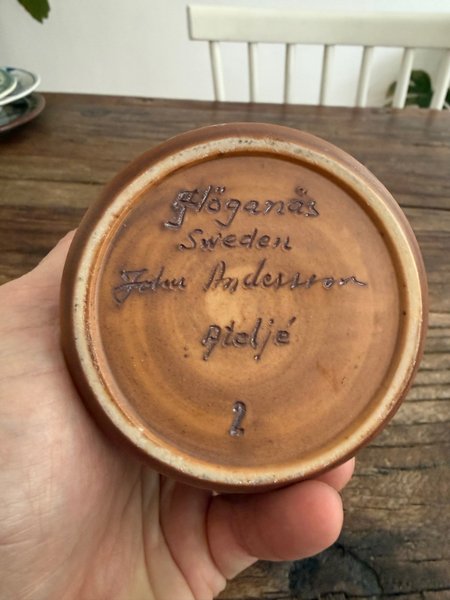 Höganäs
Sweden
John Andersson
Ateljé
2